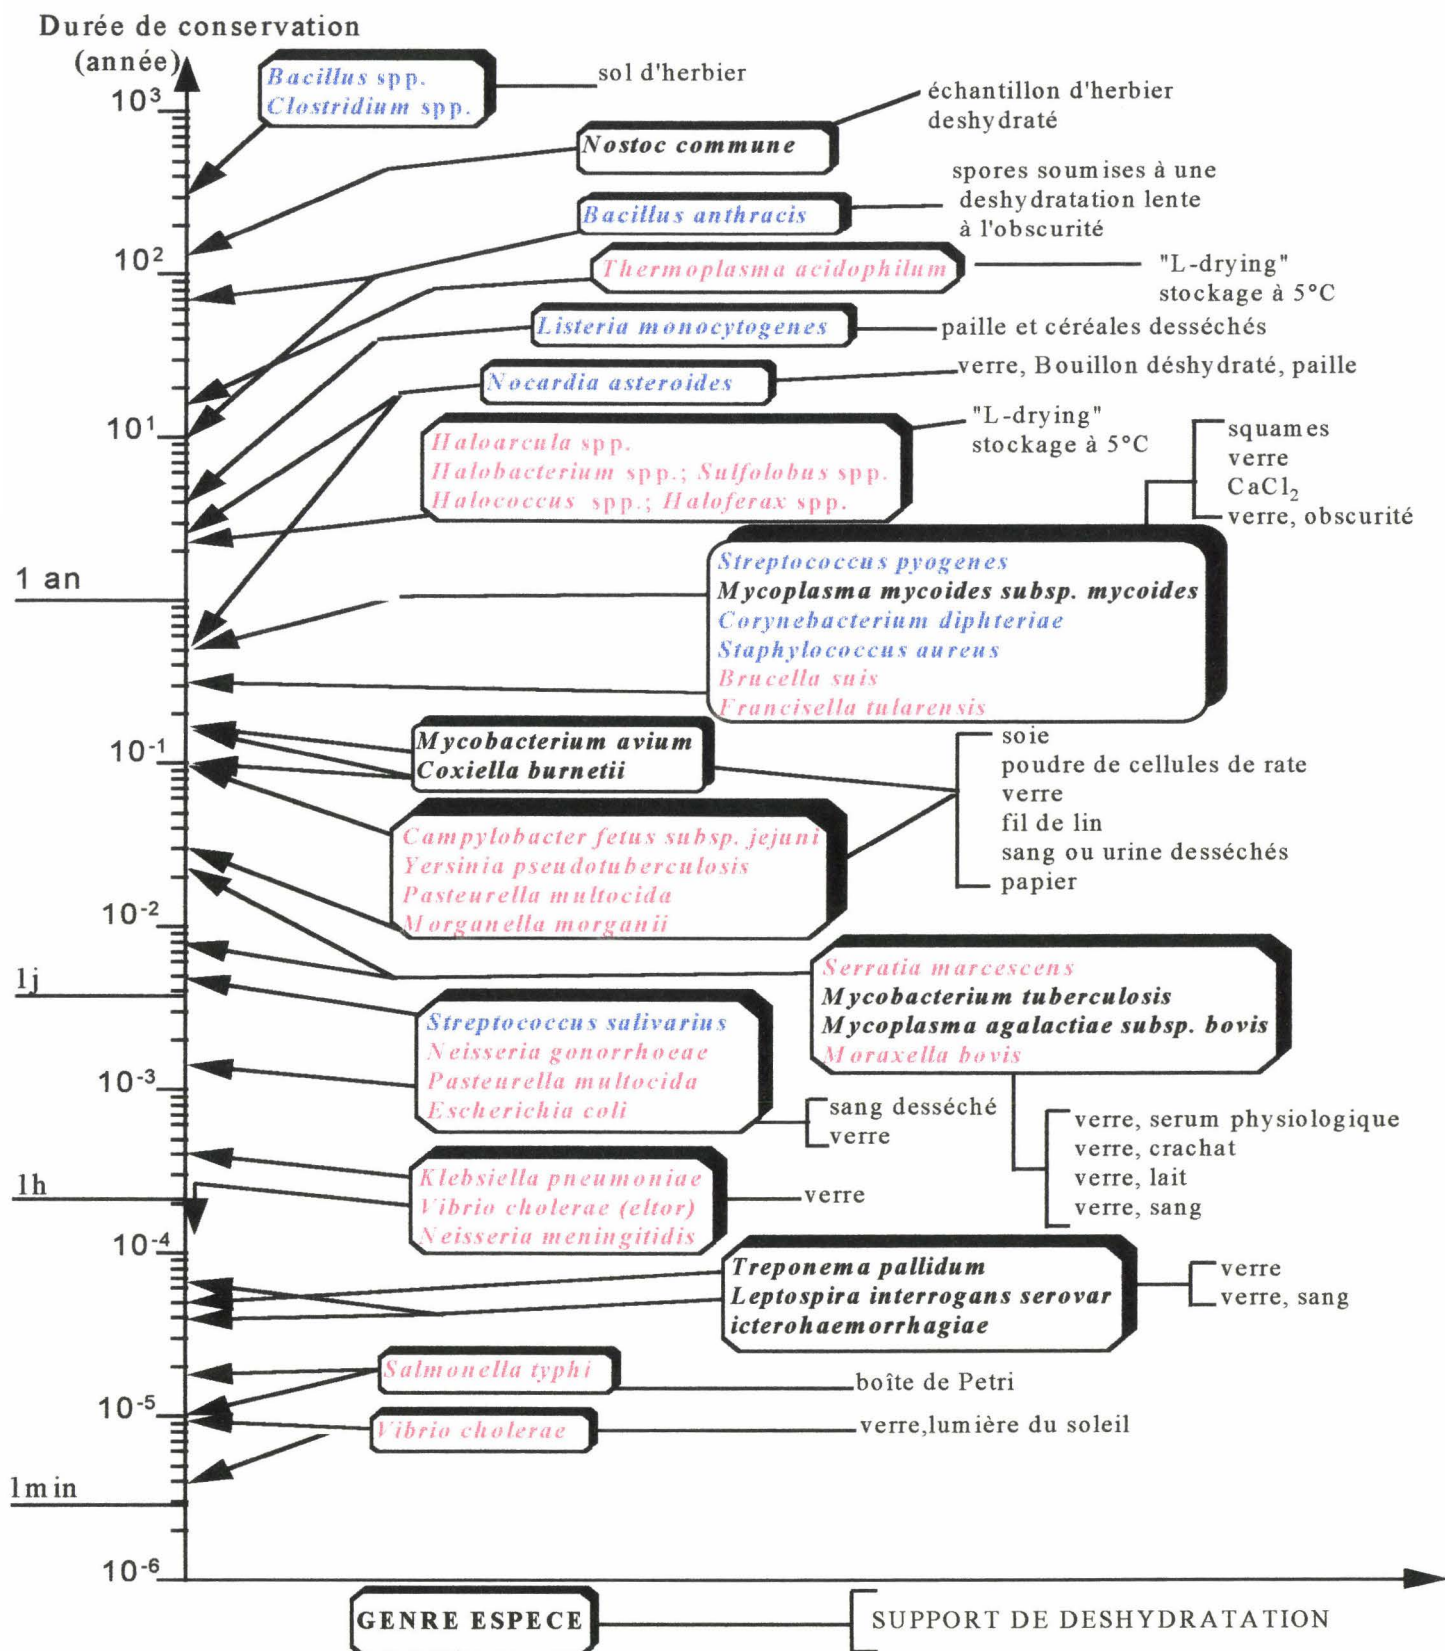 Durée de conservation
(année)
Bacillus spp.
Clostridium spp.
sol d'herbier
10³
échantillon d'herbier
deshydraté
Nostoc commune
spores soumises à une
deshydratation lente
à l'obscurité
Bacillus anthracis
10²
Thermoplasma acidophilum
"L-drying"
stockage à 5°C
Listeria monocytogenes
paille et céréales desséchés
Nocardia asteroides
verre, Bouillon déshydraté, paille
10¹
Haloarcula spp.
Halobacterium spp.; Sulfolobus spp.
Halococcus spp.; Haloferax spp.
"L-drying"
stockage à 5°C
squames
verre
CaCl₂
verre, obscurité
1 an
Streptococcus pyogenes
Mycoplasma mycoides subsp. mycoides
Corynebacterium diphteriae
Staphylococcus aureus
Brucella suis
Francisella tularensis
10⁻¹
Mycobacterium avium
Coxiella burnetii
soie
poudre de cellules de rate
verre
fil de lin
sang ou urine desséchés
papier
Campylobacter fetus subsp. jejuni
Yersinia pseudotuberculosis
Pasteurella multocida
Morganella morganii
10⁻²
1j
Serratia marcescens
Mycobacterium tuberculosis
Mycoplasma agalactiae subsp. bovis
Moraxella bovis
Streptococcus salivarius
Neisseria gonorrhoeae
Pasteurella multocida
Escherichia coli
10⁻³
sang desséché
verre
verre, serum physiologique
verre, crachat
verre, lait
verre, sang
1h
Klebsiella pneumoniae
Vibrio cholerae (eltor)
Neisseria meningitidis
verre
10⁻⁴
Treponema pallidum
Leptospira interrogans serovar
icterohaemorrhagiae
verre
verre, sang
Salmonella typhi
boîte de Petri
10⁻⁵
Vibrio cholerae
verre,lumière du soleil
1min
10⁻⁶
GENRE ESPECE
SUPPORT DE DESHYDRATATION